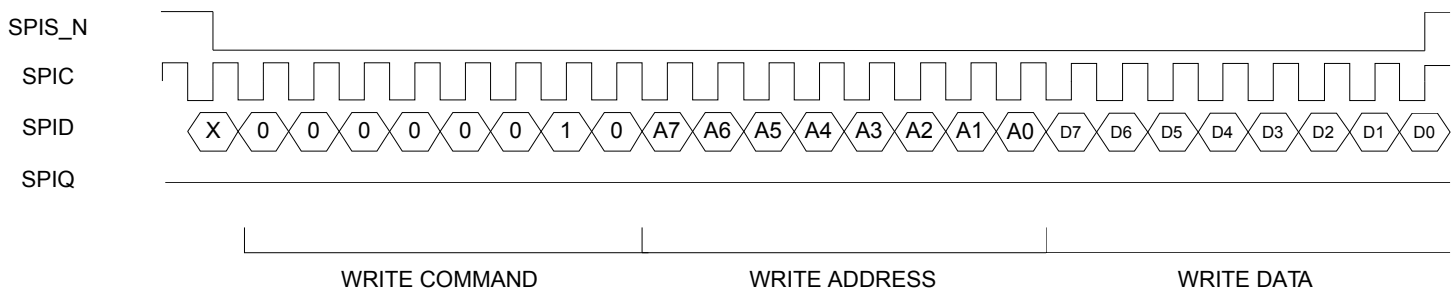 SPIS_N
SPIC
SPID X 0 0 0 0 0 0 1 0 A7 A6 A5 A4 A3 A2 A1 A0 D7 D6 D5 D4 D3 D2 D1 D0
SPIQ
WRITE COMMAND WRITE ADDRESS WRITE DATA